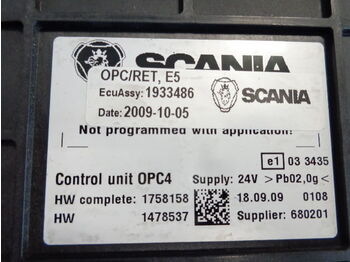 SCANIA
OPC/RET, E5
EcuAssy: 1933486
SCANIA
Date: 2009-10-05
Not programmed with application
e1 03 3435
Control unit OPC4 Supply: 24V >Pb02,0g<
HW complete: 1758158 18.09.09 0108
HW 1478537 Supplier: 680201